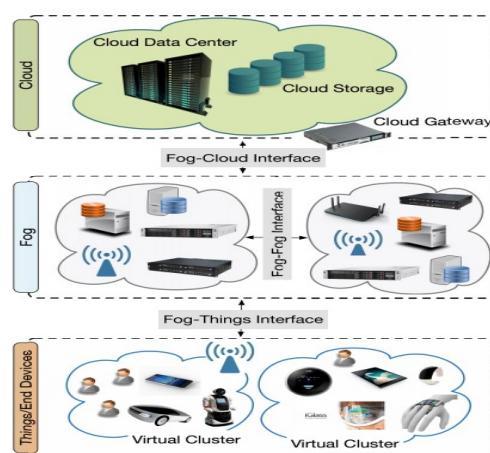 Cloud
Cloud Data Center
Cloud Storage
Cloud Gateway
Fog-Cloud Interface
Fog
Fog-Fog Interface
Fog-Things Interface
Things/End Devices
iGlass
Virtual Cluster
Virtual Cluster